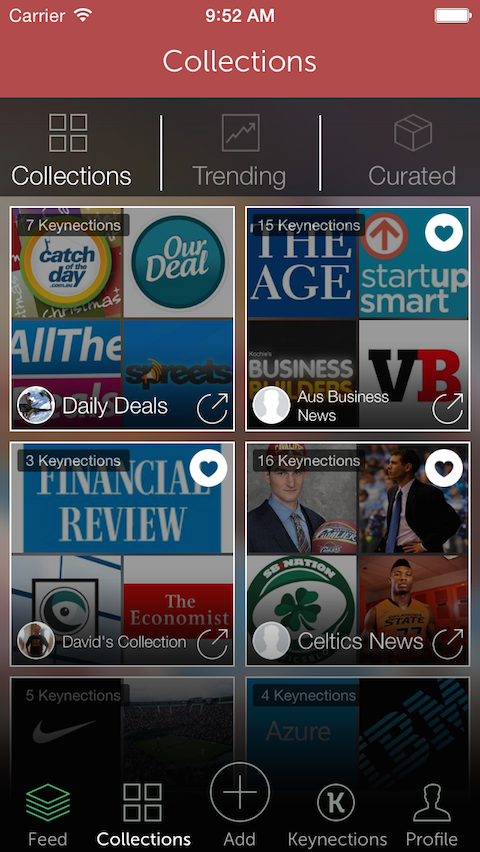 Carrier 9:52 AM
Collections
Collections Trending Curated
7 Keynections
catch
of the
day
.com.au
Christmas
Our
Deal
AllThe
Deals
spreets
Daily Deals
15 Keynections
THE
AGE
startup
smart
Kochie's
BUSINESS
BUILDERS
VB
Aus Business
News
3 Keynections
FINANCIAL
REVIEW
The
Economist
David's Collection
16 Keynections
CAVALIERS
SB NATION
STATE
Celtics News
5 Keynections
4 Keynections
Azure
IBM
Feed Collections Add Keynections Profile